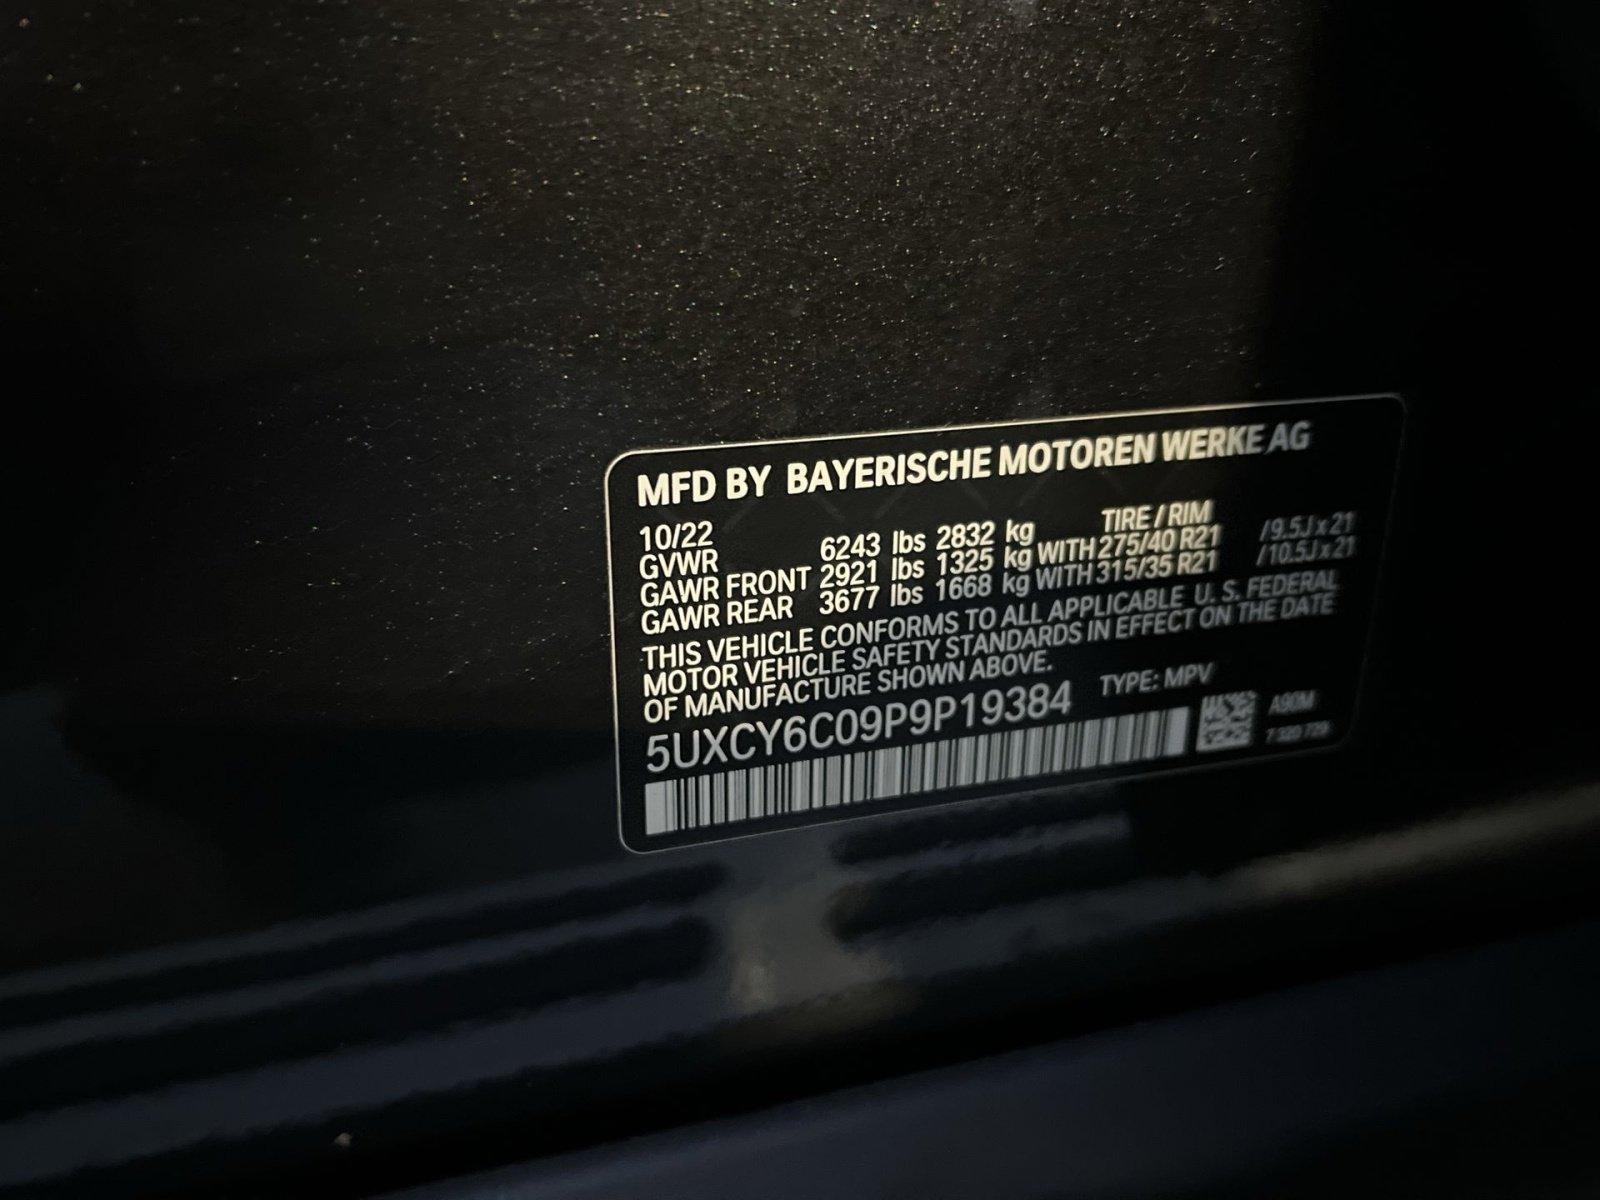 MFD BY BAYERISCHE MOTOREN WERKE AG
10/22 TIRE / RIM
GVWR 6243 lbs 2832 kg
GAWR FRONT 2921 lbs 1325 kg WITH 275/40 R21 /9.5J x 21
GAWR REAR 3677 lbs 1668 kg WITH 315/35 R21 /10.5J x 21
THIS VEHICLE CONFORMS TO ALL APPLICABLE U. S. FEDERAL
MOTOR VEHICLE SAFETY STANDARDS IN EFFECT ON THE DATE
OF MANUFACTURE SHOWN ABOVE.
5UXCY6C09P9P19384 TYPE: MPV
A90M
7 320 729